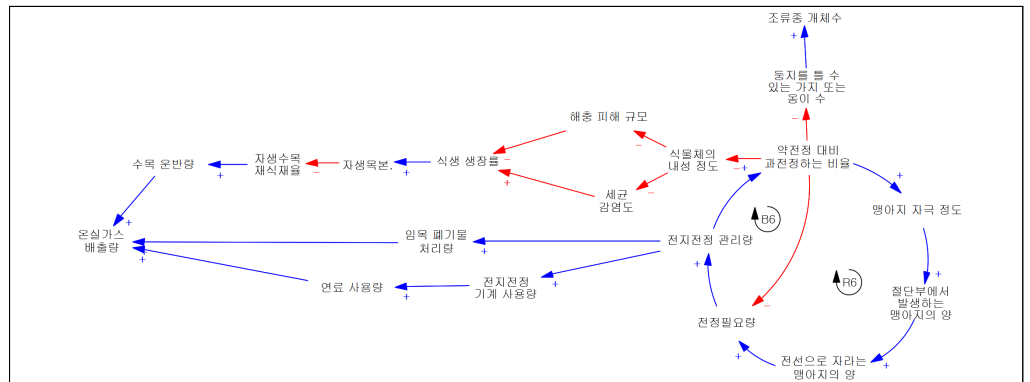 조류종 개체수
+
둥지를 틀 수
있는 가지 또는
옹이 수
−
해충 피해 규모
−
약전정 대비
과전정하는 비율
식물체의
내성 정도
−
+
−
+
수목 운반량
+
자생수목
재식재율
−
자생목본.
+
식생 생장률
−
+
세균
감염도
−
맹아지 자극 정도
B6
+
온실가스
배출량
+
+
임목 폐기물
처리량
+
전지전정 관리량
+
+
R6
연료 사용량
+
전지전정
기계 사용량
+
절단부에서
발생하는
맹아지의 양
−
전정필요량
+
전선으로 자라는
맹아지의 양
+